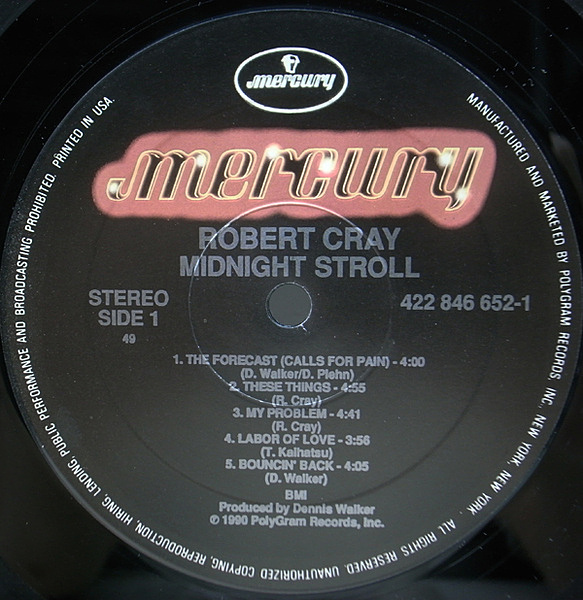 mercury
mercury
ROBERT CRAY
MIDNIGHT STROLL
STEREO
SIDE 1
49
422 846 652-1
1. THE FORECAST (CALLS FOR PAIN) - 4:00
(D. Walker/D. Plehn)
2. THESE THINGS - 4:55
(R. Cray)
3. MY PROBLEM - 4:41
(R. Cray)
4. LABOR OF LOVE - 3:56
(T. Kaihatsu)
5. BOUNCIN' BACK - 4:05
(D. Walker)
BMI
Produced by Dennis Walker
℗ 1990 PolyGram Records, Inc.
MANUFACTURED AND MARKETED BY POLYGRAM RECORDS, INC. NEW YORK, NEW YORK . ALL RIGHTS RESERVED. UNAUTHORIZED COPYING, REPRODUCTION, HIRING, LENDING, PUBLIC PERFORMANCE AND BROADCASTING PROHIBITED. PRINTED IN USA.